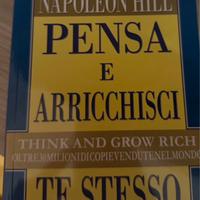 NAPOLEON HILL
PENSA
E
ARRICCHISCI
THINK AND GROW RICH
(OLTRE 30 MILIONI DI COPIE VENDUTE NEL MONDO)
TE STESSO